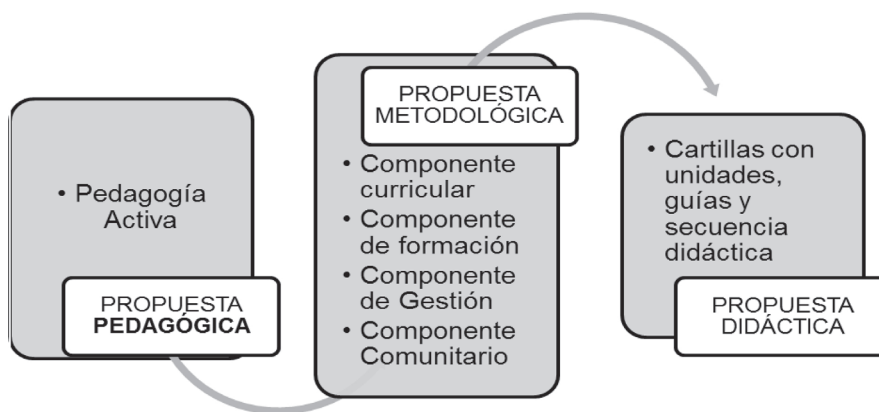 • Pedagogía
Activa
PROPUESTA
PEDAGÓGICA
PROPUESTA
METODOLÓGICA
• Componente
curricular
• Componente
de formación
• Componente
de Gestión
• Componente
Comunitario
• Cartillas con
unidades,
guías y
secuencia
didáctica
PROPUESTA
DIDÁCTICA